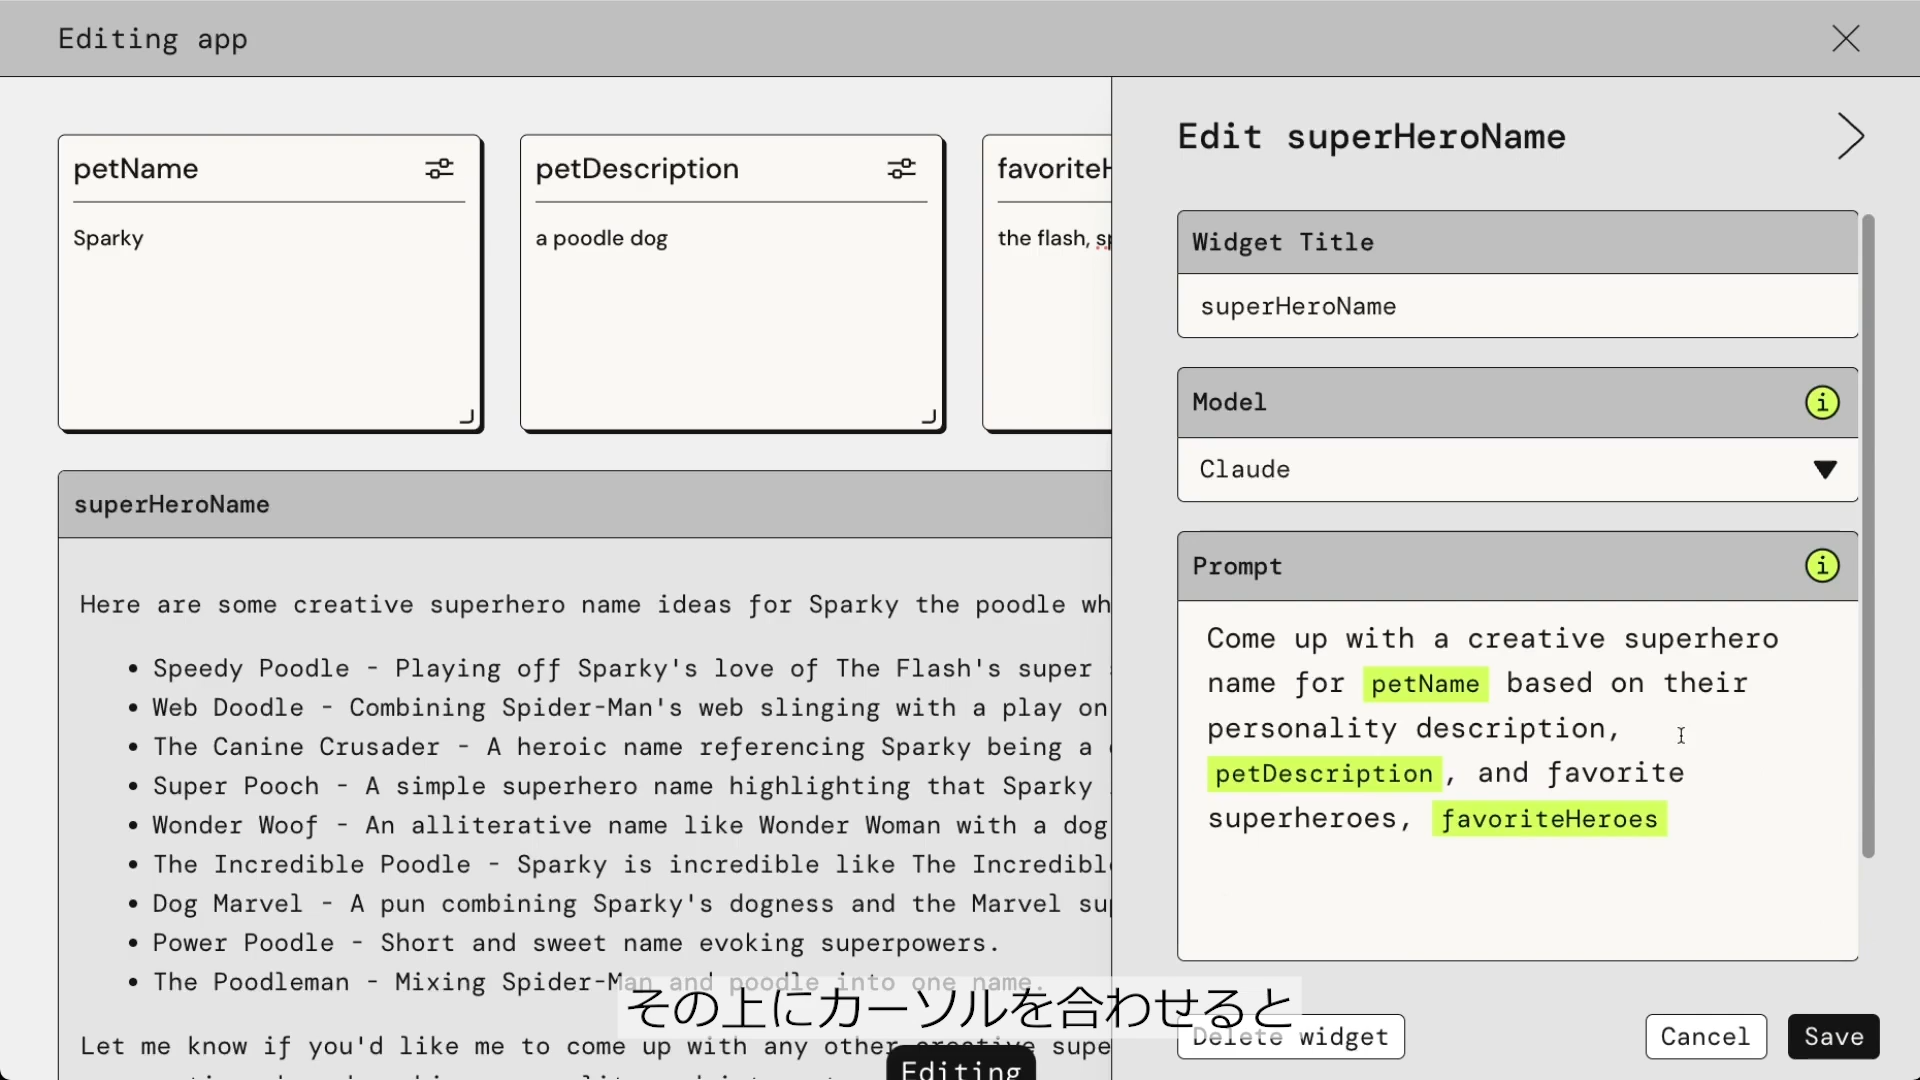 Editing app
petName
Sparky
petDescription
a poodle dog
favoriteH
the flash, sp
superHeroName
Here are some creative superhero name ideas for Sparky the poodle wh
• Speedy Poodle - Playing off Sparky's love of The Flash's super
• Web Doodle - Combining Spider-Man's web slinging with a play on
• The Canine Crusader - A heroic name referencing Sparky being a
• Super Pooch - A simple superhero name highlighting that Sparky
• Wonder Woof - An alliterative name like Wonder Woman with a dog
• The Incredible Poodle - Sparky is incredible like The Incredibl
• Dog Marvel - A pun combining Sparky's dogness and the Marvel sup
• Power Poodle - Short and sweet name evoking superpowers.
• The Poodleman - Mixing Spider-Man and poodle into one name.
Let me know if you'd like me to come up with any other creative supe
Edit superHeroName
Widget Title
superHeroName
Model
Claude
Prompt
Come up with a creative superhero
name for petName based on their
personality description,
petDescription, and favorite
superheroes, favoriteHeroes
Delete widget
Cancel
Save
その上にカーソルを合わせると
Editing